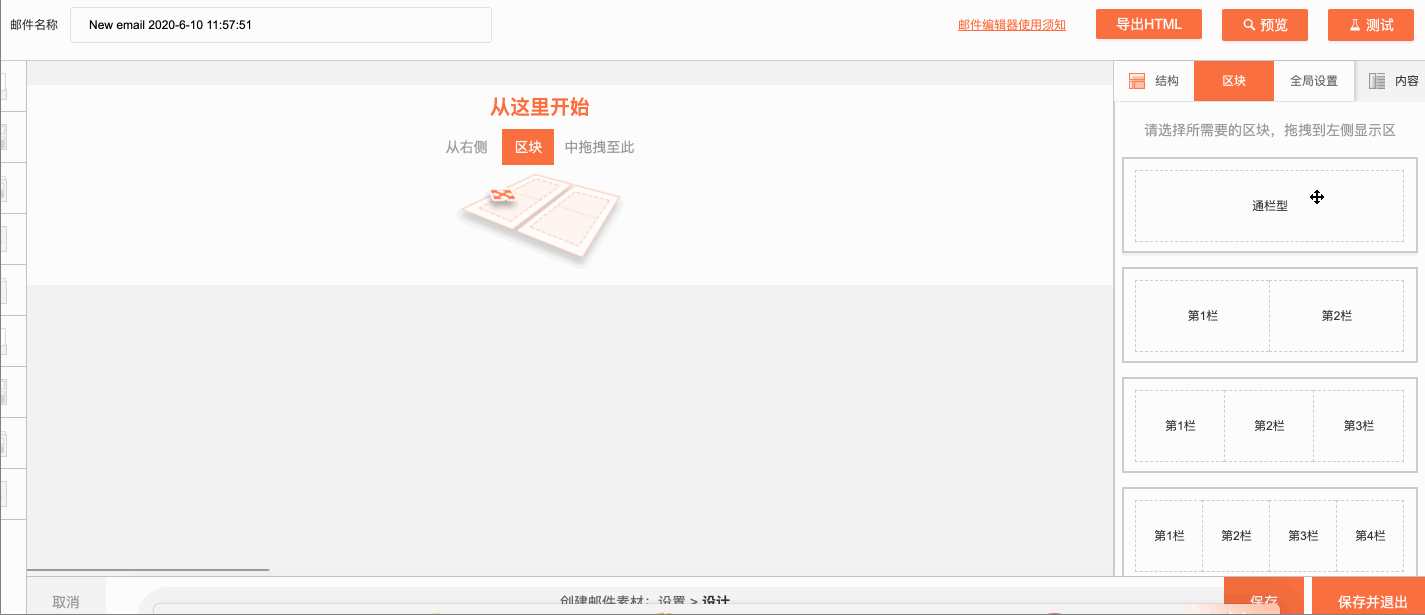 邮件名称
New email 2020-6-10 11:57:51
邮件编辑器使用须知
导出HTML
预览
测试
结构
区块
全局设置
内容
从这里开始
从右侧 区块 中拖拽至此
请选择所需要的区块，拖拽到左侧显示区
通栏型
第1栏 第2栏
第1栏 第2栏 第3栏
第1栏 第2栏 第3栏 第4栏
取消
创建邮件素材：设置 > 设计
保存
保存并退出